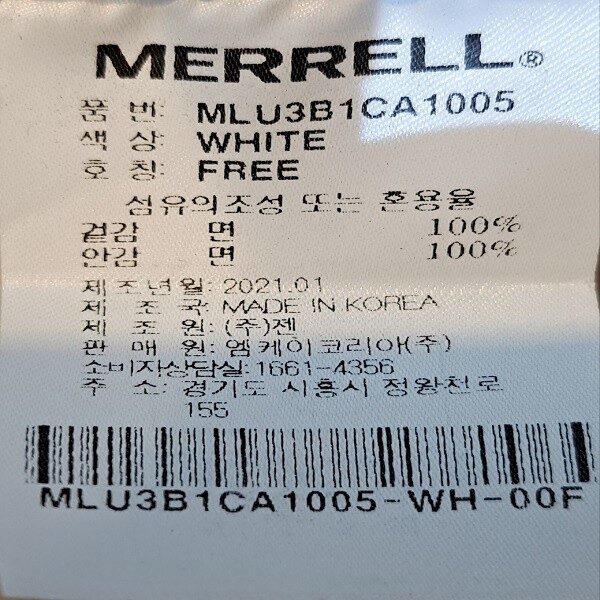 MERRELL®
품 번: MLU3B1CA1005
색 상: WHITE
호 칭: FREE
섬유의조성 또는 혼용율
겉감 면 100%
안감 면 100%
제조년월: 2021.01
제 조 국: MADE IN KOREA
제 조 원: (주)젠
판 매 원: 엠케이코리아(주)
소비자상담실: 1661-4356
주 소: 경기도 시흥시 정왕천로
155
MLU3B1CA1005-WH-00F